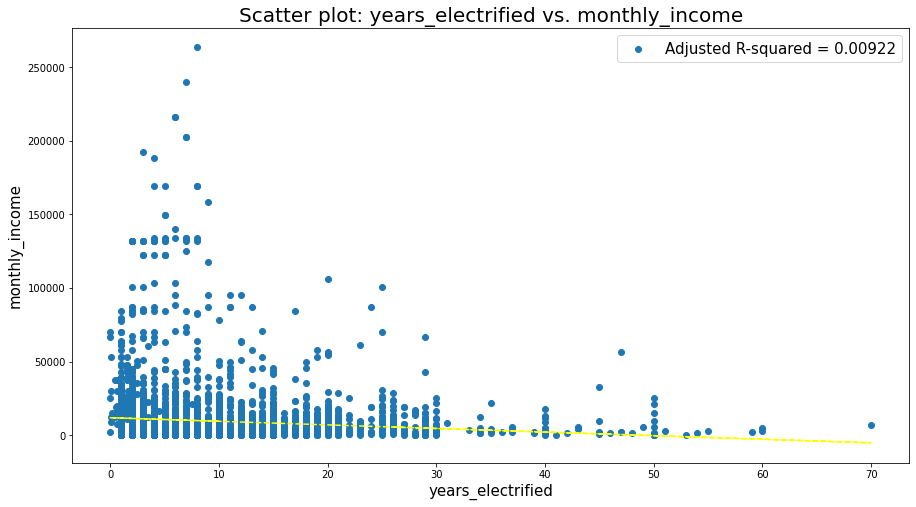 Scatter plot: years_electrified vs. monthly_income
Adjusted R-squared = 0.00922
monthly_income
250000
200000
150000
100000
50000
0
0 10 20 30 40 50 60 70
years_electrified